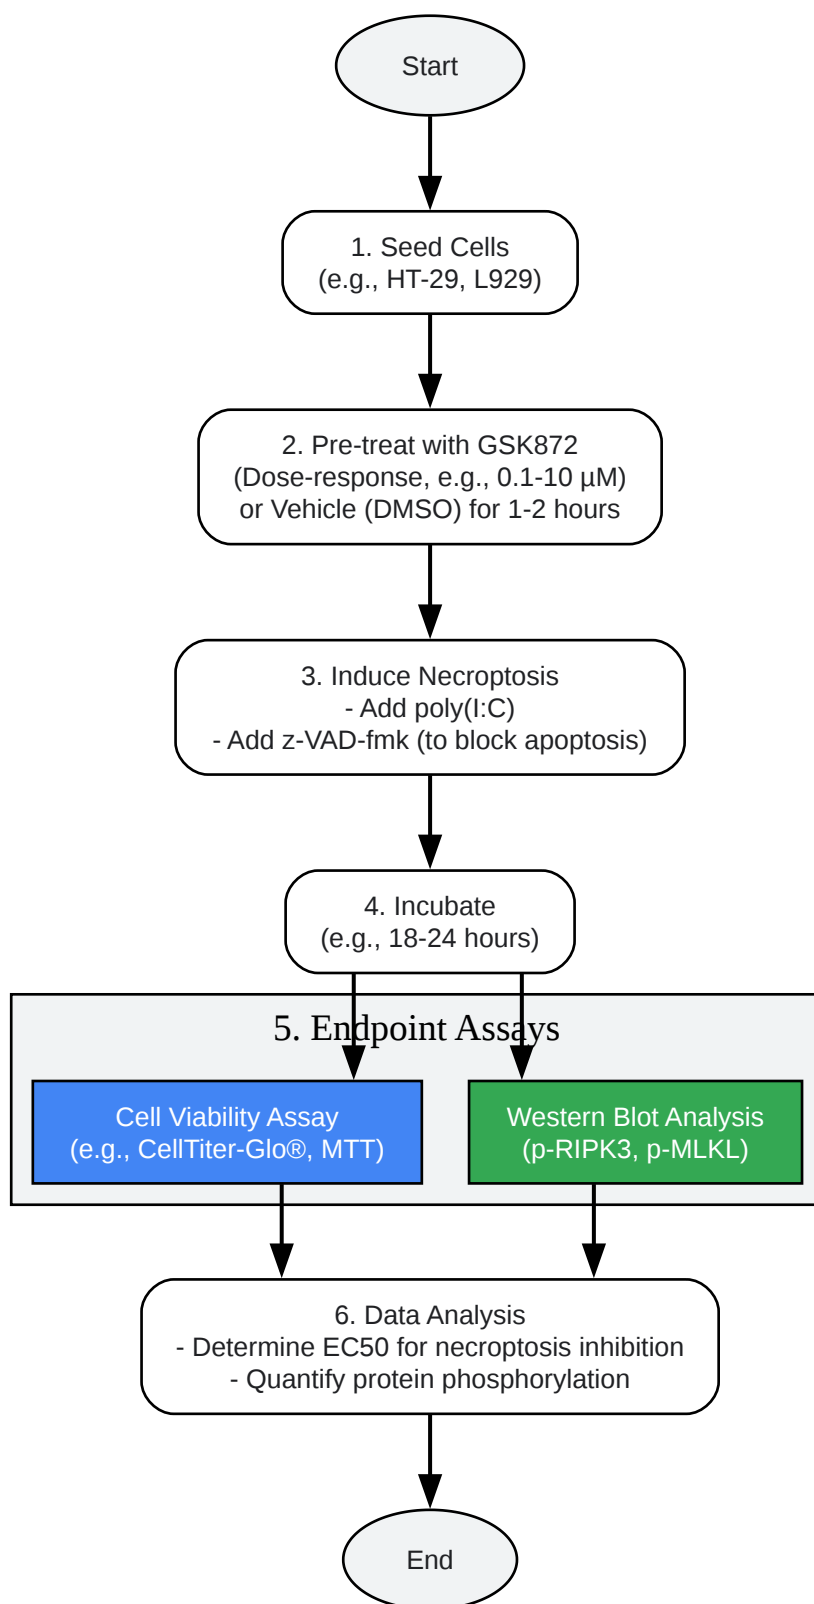 Start
1. Seed Cells
(e.g., HT-29, L929)
2. Pre-treat with GSK872
(Dose-response, e.g., 0.1-10 µM)
or Vehicle (DMSO) for 1-2 hours
3. Induce Necroptosis
- Add poly(I:C)
- Add z-VAD-fmk (to block apoptosis)
4. Incubate
(e.g., 18-24 hours)
5. Endpoint Assays
Cell Viability Assay
(e.g., CellTiter-Glo®, MTT)
Western Blot Analysis
(p-RIPK3, p-MLKL)
6. Data Analysis
- Determine EC50 for necroptosis inhibition
- Quantify protein phosphorylation
End